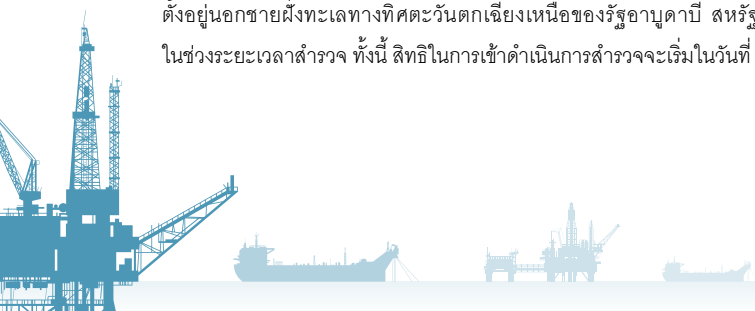 ตั้งอยู่นอกชายฝั่งทะเลทางทิศตะวันตกเฉียงเหนือของรัฐอาบูดาบี สหรัฐ
ในช่วงระยะเวลาสำรวจ ทั้งนี้ สิทธิในการเข้าดำเนินการสำรวจจะเริ่มในวันที่